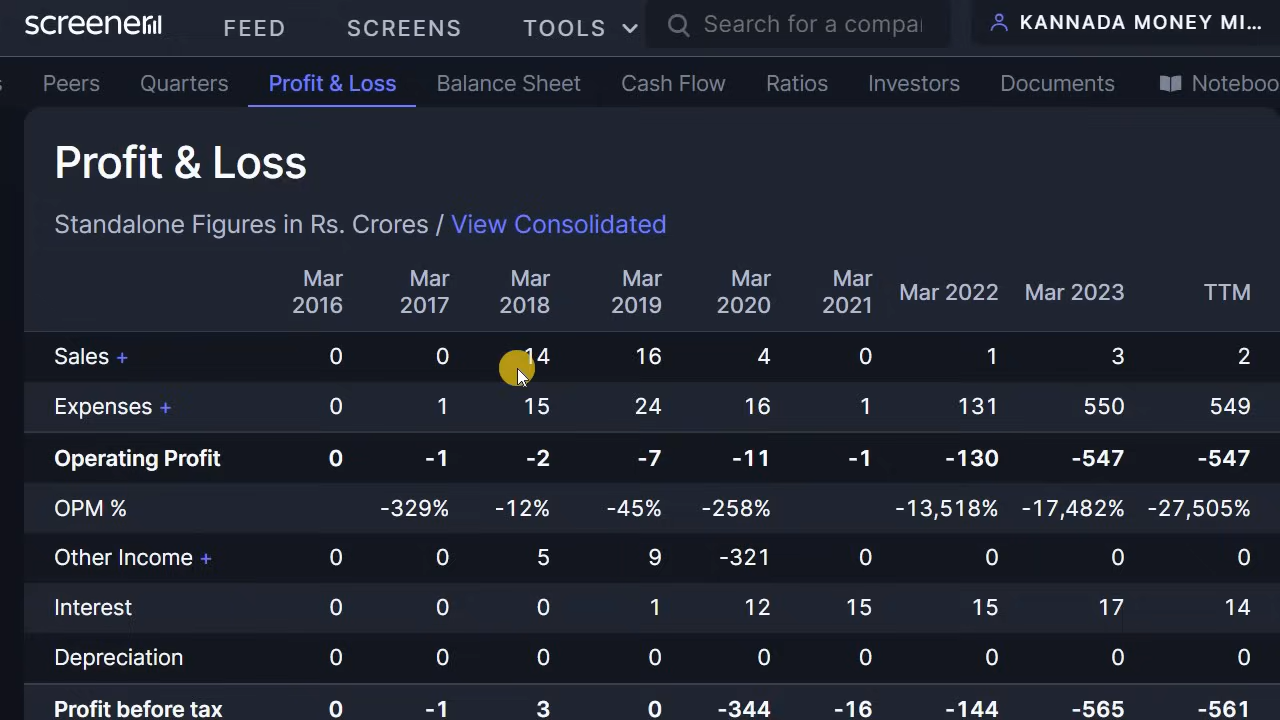 screener FEED SCREENS TOOLS Search for a compai KANNADA MONEY MI...
s Peers Quarters Profit & Loss Balance Sheet Cash Flow Ratios Investors Documents Noteboo
Profit & Loss
Standalone Figures in Rs. Crores / View Consolidated
Mar 2016 Mar 2017 Mar 2018 Mar 2019 Mar 2020 Mar 2021 Mar 2022 Mar 2023 TTM
Sales + 0 0 14 16 4 0 1 3 2
Expenses + 0 1 15 24 16 1 131 550 549
Operating Profit 0 -1 -2 -7 -11 -1 -130 -547 -547
OPM % -329% -12% -45% -258% -13,518% -17,482% -27,505%
Other Income + 0 0 5 9 -321 0 0 0 0
Interest 0 0 0 1 12 15 15 17 14
Depreciation 0 0 0 0 0 0 0 0 0
Profit before tax 0 -1 3 0 -344 -16 -144 -565 -561